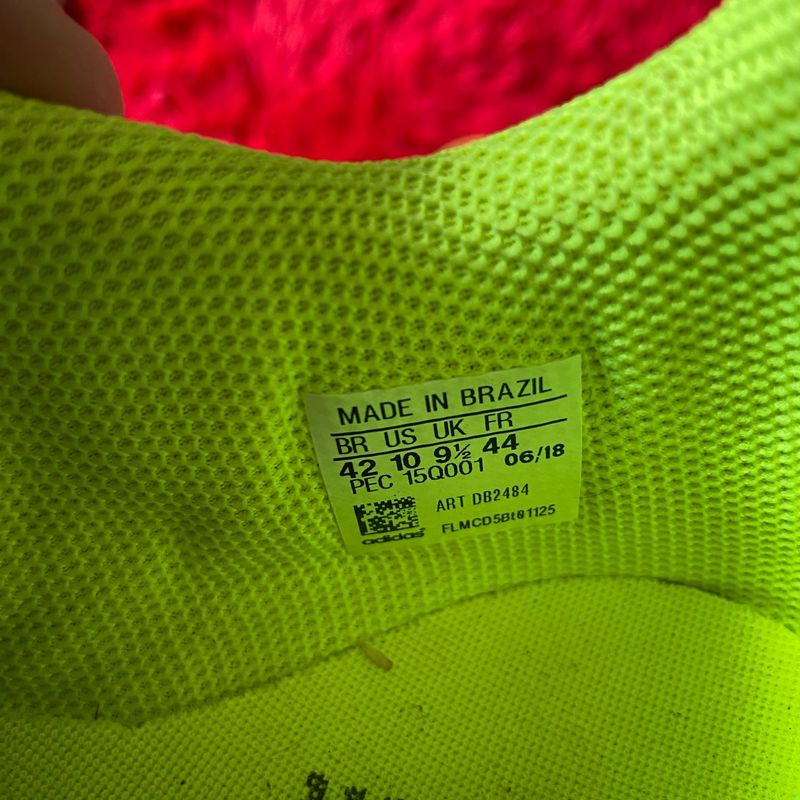 MADE IN BRAZIL
BR US UK FR
42 10 9½ 44
PEC 15Q001 06/18
ART DB2484
adidas FLMCD5Bt01125